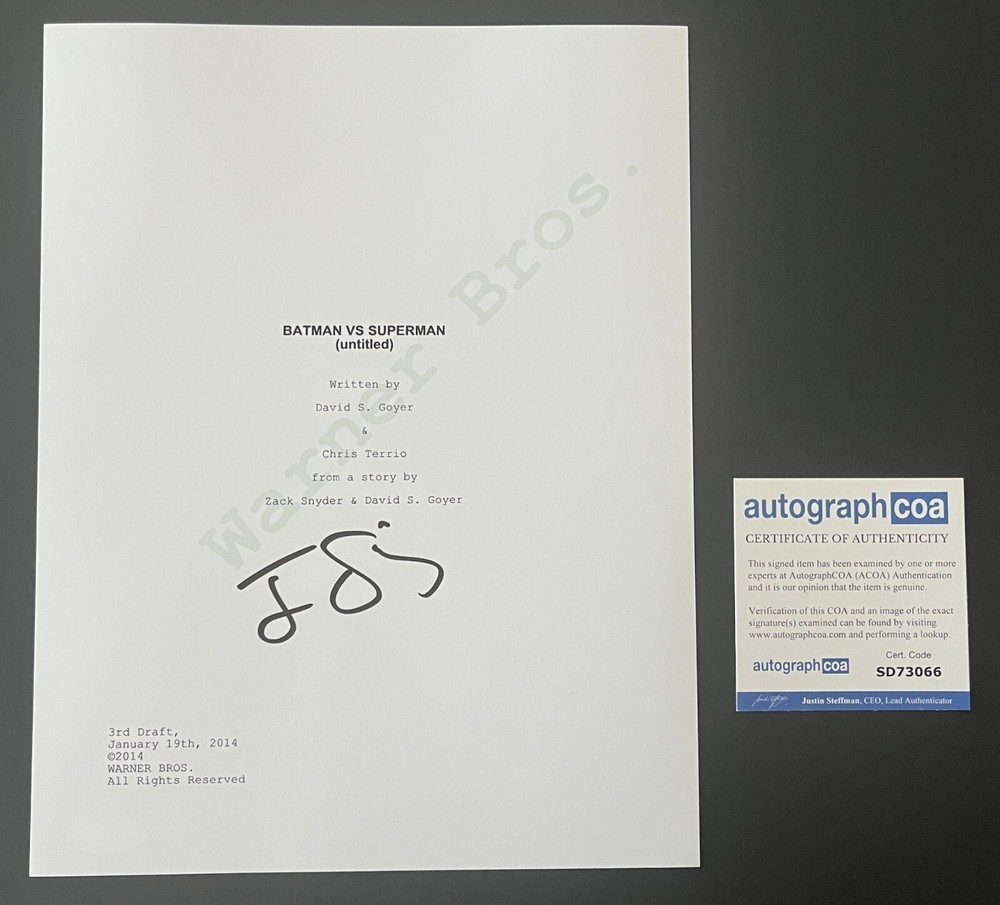 Warner Bros.
BATMAN VS SUPERMAN
(untitled)
Written by
David S. Goyer
&
Chris Terrio
from a story by
Zack Snyder & David S. Goyer
3rd Draft,
January 19th, 2014
©2014
WARNER BROS.
All Rights Reserved
autographcoa
CERTIFICATE OF AUTHENTICITY
This signed item has been examined by one or more
experts at AutographCOA (ACOA) Authentication
and it is our opinion that the item is genuine.
Verification of this COA and an image of the exact
signature(s) examined can be found by visiting
www.autographcoa.com and performing a lookup.
Cert. Code
autographcoa
SD73066
Justin Steffman, CEO, Lead Authenticator